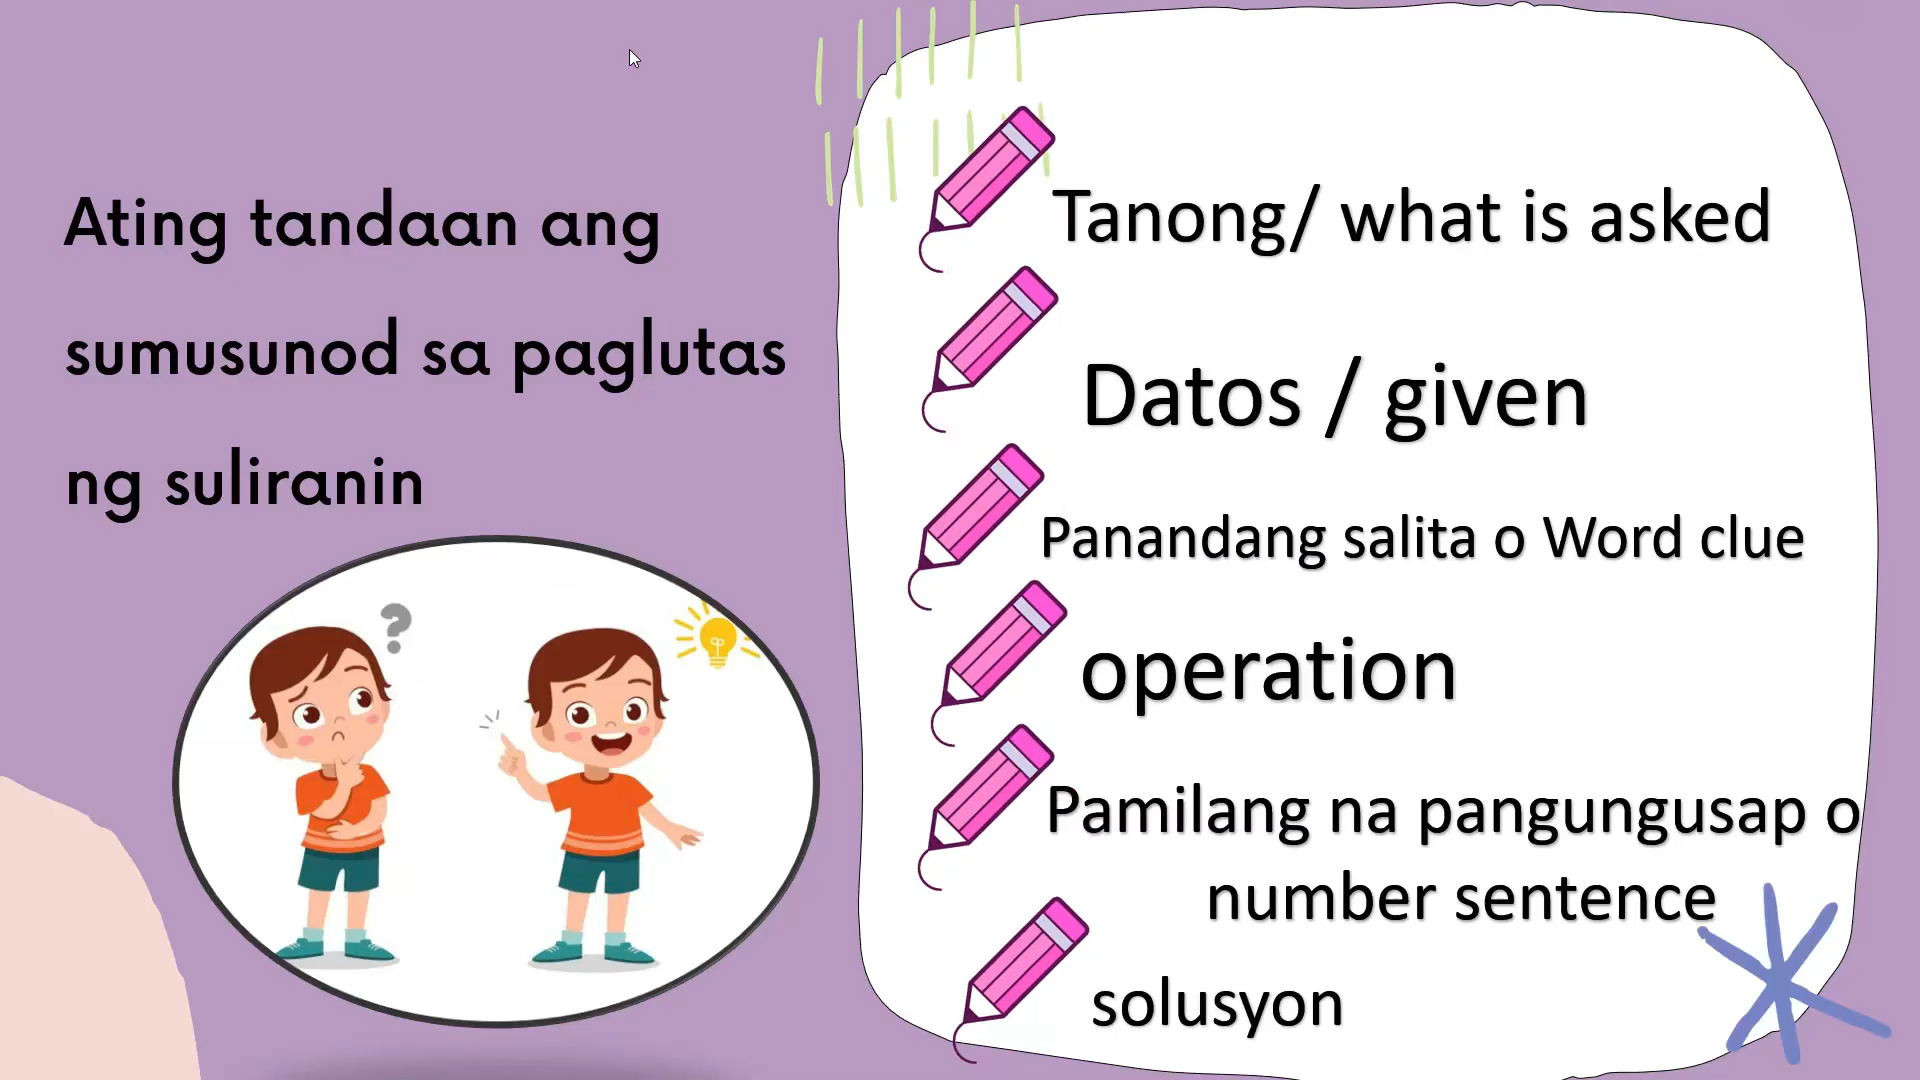 Ating tandaan ang
sumusunod sa paglutas
ng suliranin
Tanong/ what is asked
Datos / given
Panandang salita o Word clue
operation
Pamilang na pangungusap o
number sentence
solusyon